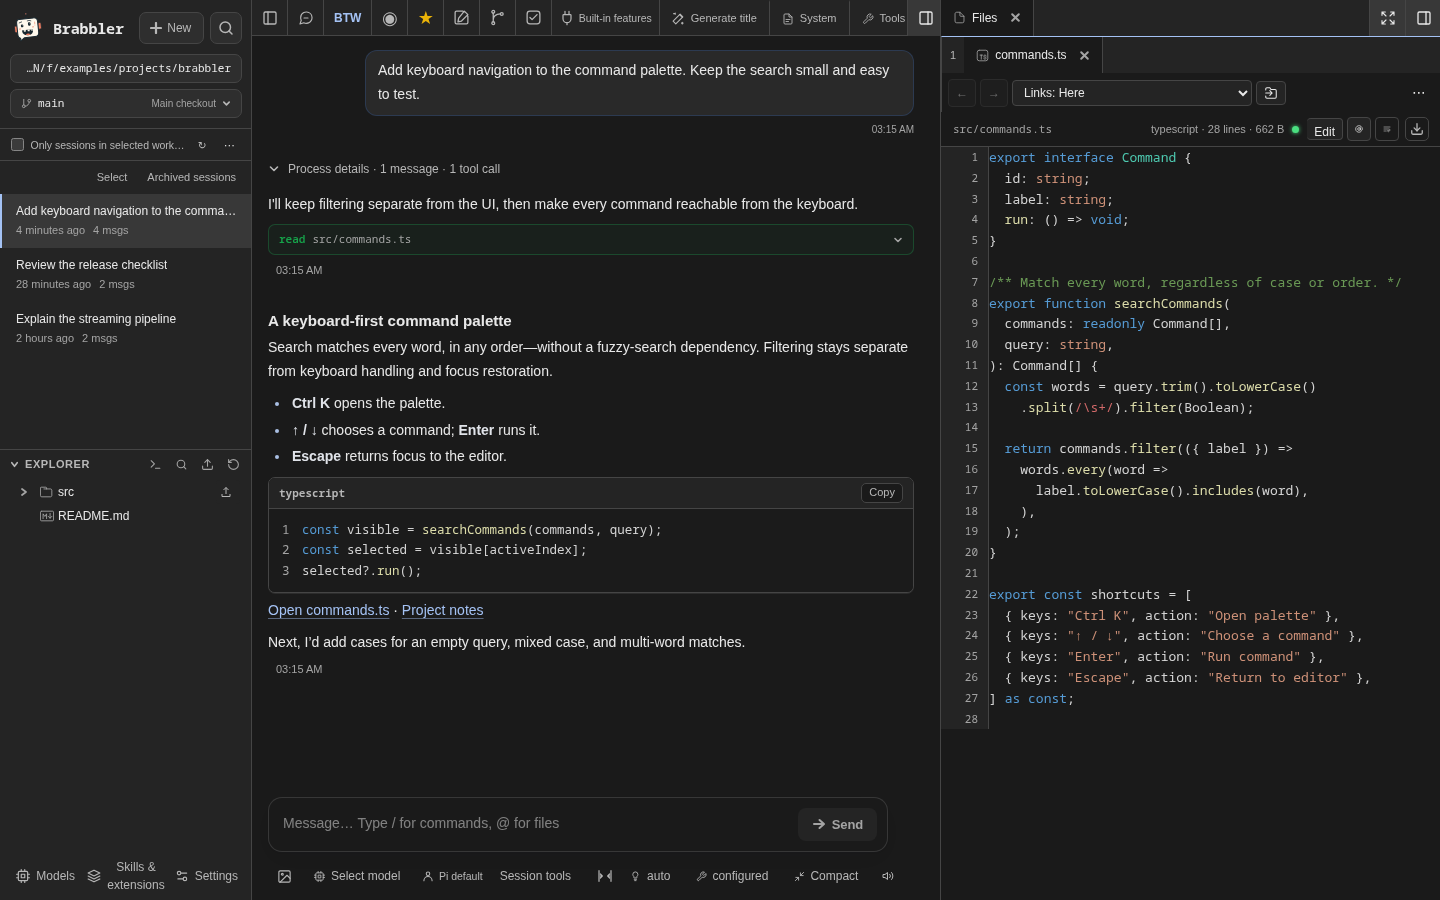 Brabbler
New
…N/f/examples/projects/brabbler
main
Main checkout
Only sessions in selected work…
Select
Archived sessions
Add keyboard navigation to the comma…
4 minutes ago 4 msgs
Review the release checklist
28 minutes ago 2 msgs
Explain the streaming pipeline
2 hours ago 2 msgs
EXPLORER
src
README.md
Models
Skills &
extensions
Settings
BTW
Built-in features
Generate title
System
Tools
Add keyboard navigation to the command palette. Keep the search small and easy
to test.
03:15 AM
Process details · 1 message · 1 tool call
I'll keep filtering separate from the UI, then make every command reachable from the keyboard.
read src/commands.ts
03:15 AM
A keyboard-first command palette
Search matches every word, in any order—without a fuzzy-search dependency. Filtering stays separate
from keyboard handling and focus restoration.
• Ctrl K opens the palette.
• ↑ / ↓ chooses a command; Enter runs it.
• Escape returns focus to the editor.
typescript
Copy
1 const visible = searchCommands(commands, query);
2 const selected = visible[activeIndex];
3 selected?.run();
Open commands.ts · Project notes
Next, I’d add cases for an empty query, mixed case, and multi-word matches.
03:15 AM
Message… Type / for commands, @ for files
Send
Select model
Pi default
Session tools
auto
configured
Compact
Files
1
commands.ts
Links: Here
src/commands.ts
typescript · 28 lines · 662 B
Edit
1 export interface Command {
2   id: string;
3   label: string;
4   run: () => void;
5 }
6
7 /** Match every word, regardless of case or order. */
8 export function searchCommands(
9   commands: readonly Command[],
10   query: string,
11 ): Command[] {
12   const words = query.trim().toLowerCase()
13     .split(/\s+/).filter(Boolean);
14
15   return commands.filter(({ label }) =>
16     words.every(word =>
17       label.toLowerCase().includes(word),
18     ),
19   );
20 }
21
22 export const shortcuts = [
23   { keys: "Ctrl K", action: "Open palette" },
24   { keys: "↑ / ↓", action: "Choose a command" },
25   { keys: "Enter", action: "Run command" },
26   { keys: "Escape", action: "Return to editor" },
27 ] as const;
28